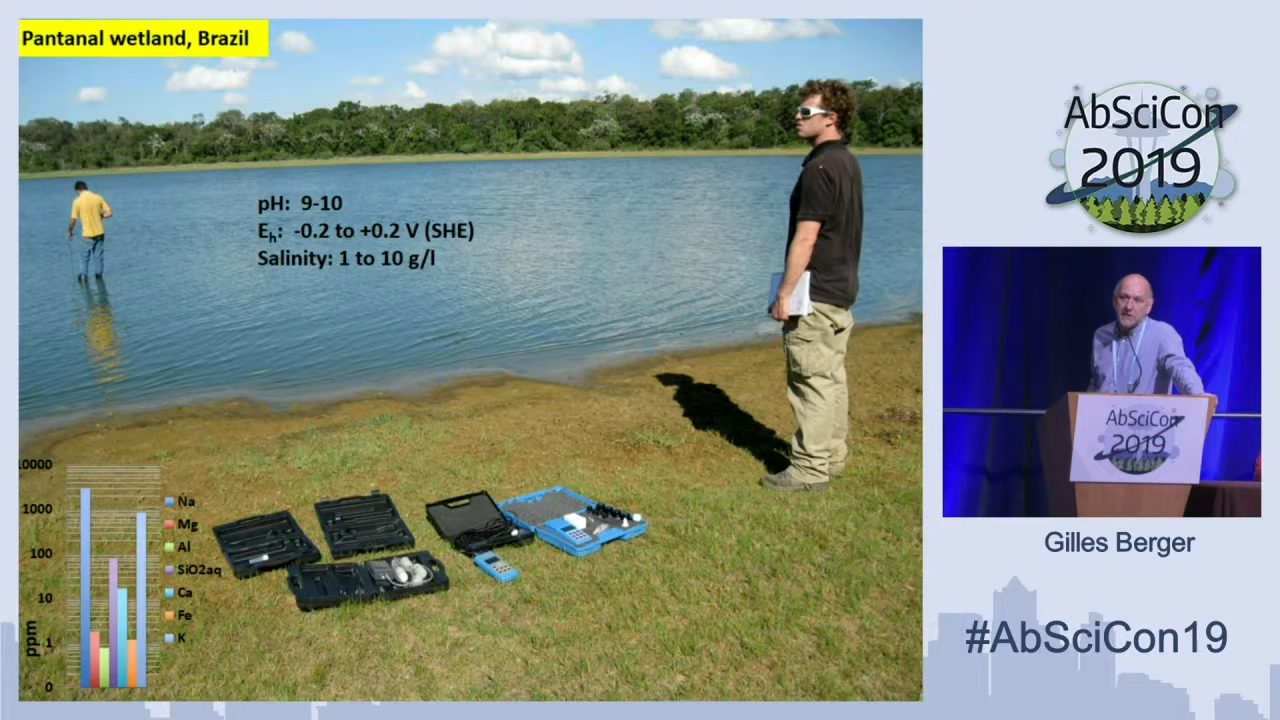 Pantanal wetland, Brazil
pH: 9-10
Eh: -0.2 to +0.2 V (SHE)
Salinity: 1 to 10 g/l
10000
1000
100
10
1
0
ppm
Na
Mg
Al
SiO2aq
Ca
Fe
K
AbSciCon
2019
AbSciCon
2019
Gilles Berger
#AbSciCon19